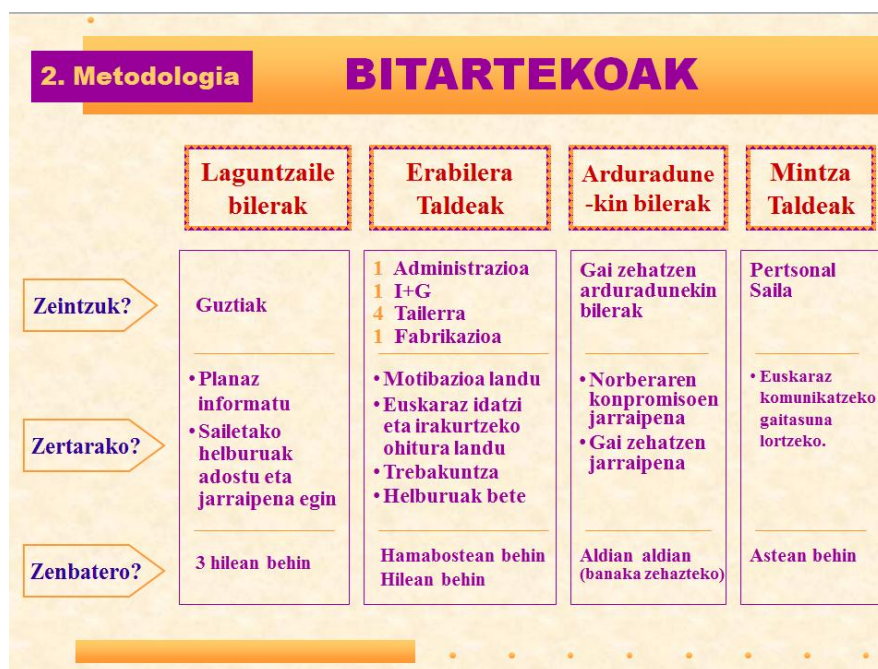 2. Metodologia
BITARTEKOAK
Laguntzaile
bilerak
Erabilera
Taldeak
Arduradune
-kin bilerak
Mintza
Taldeak
Zeintzuk?
Guztiak
1 Administrazioa
1 I+G
4 Tailerra
1 Fabrikazioa
Gai zehatzen
arduradunekin
bilerak
Pertsonal
Saila
Zertarako?
• Planaz
informatu
• Sailetako
helburuak
adostu eta
jarraipena egin
• Motibazioa landu
• Euskaraz idatzi
eta irakurtzeko
ohitura landu
• Trebakuntza
• Helburuak bete
• Norberaren
konpromisoen
jarraipena
• Gai zehatzen
jarraipena
• Euskaraz
komunikatzeko
gaitasuna
lortzeko.
Zenbatero?
3 hilean behin
Hamabostean behin
Hilean behin
Aldian aldian
(banaka zehazteko)
Astean behin